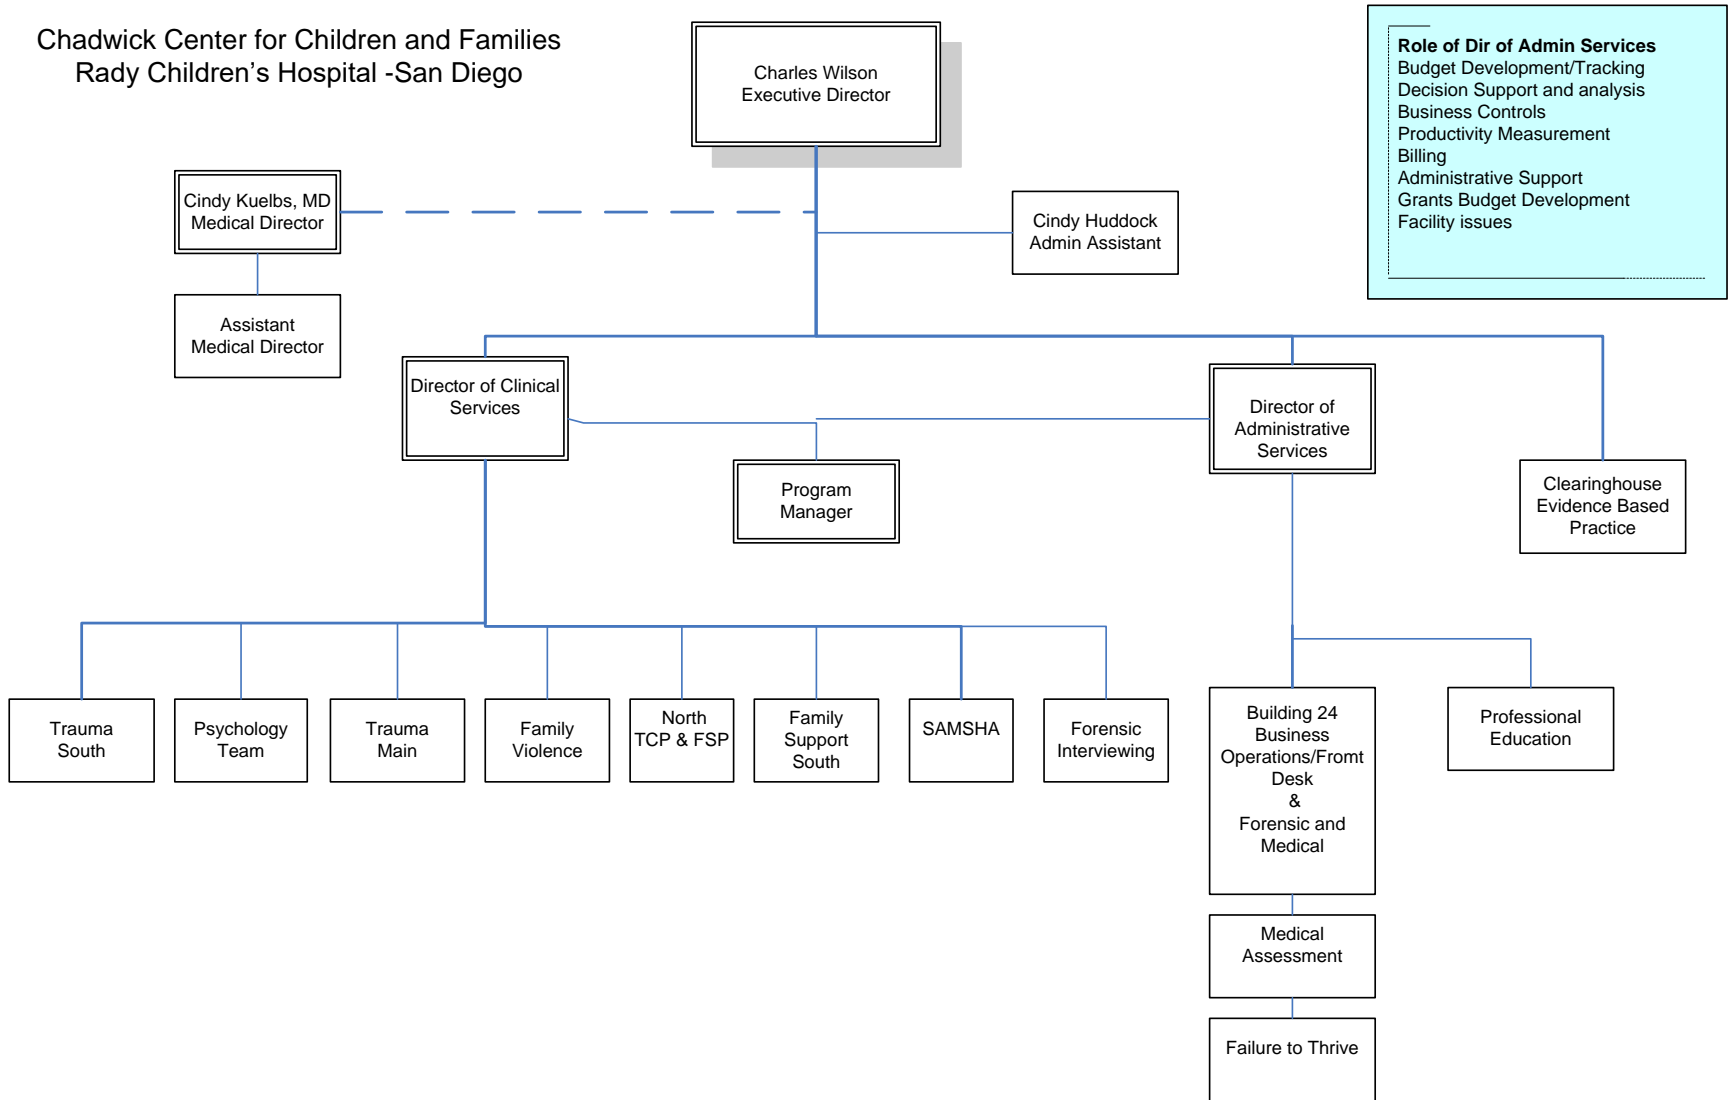 Chadwick Center for Children and Families
Rady Children's Hospital -San Diego
Charles Wilson
Executive Director
Role of Dir of Admin Services
Budget Development/Tracking
Decision Support and analysis
Business Controls
Productivity Measurement
Billing
Administrative Support
Grants Budget Development
Facility issues
Cindy Kuelbs, MD
Medical Director
Cindy Huddock
Admin Assistant
Assistant
Medical Director
Director of Clinical
Services
Director of
Administrative
Services
Program
Manager
Clearinghouse
Evidence Based
Practice
Trauma
South
Psychology
Team
Trauma
Main
Family
Violence
North
TCP & FSP
Family
Support
South
SAMSHA
Forensic
Interviewing
Building 24
Business
Operations/Fromt
Desk
&
Forensic and
Medical
Professional
Education
Medical
Assessment
Failure to Thrive